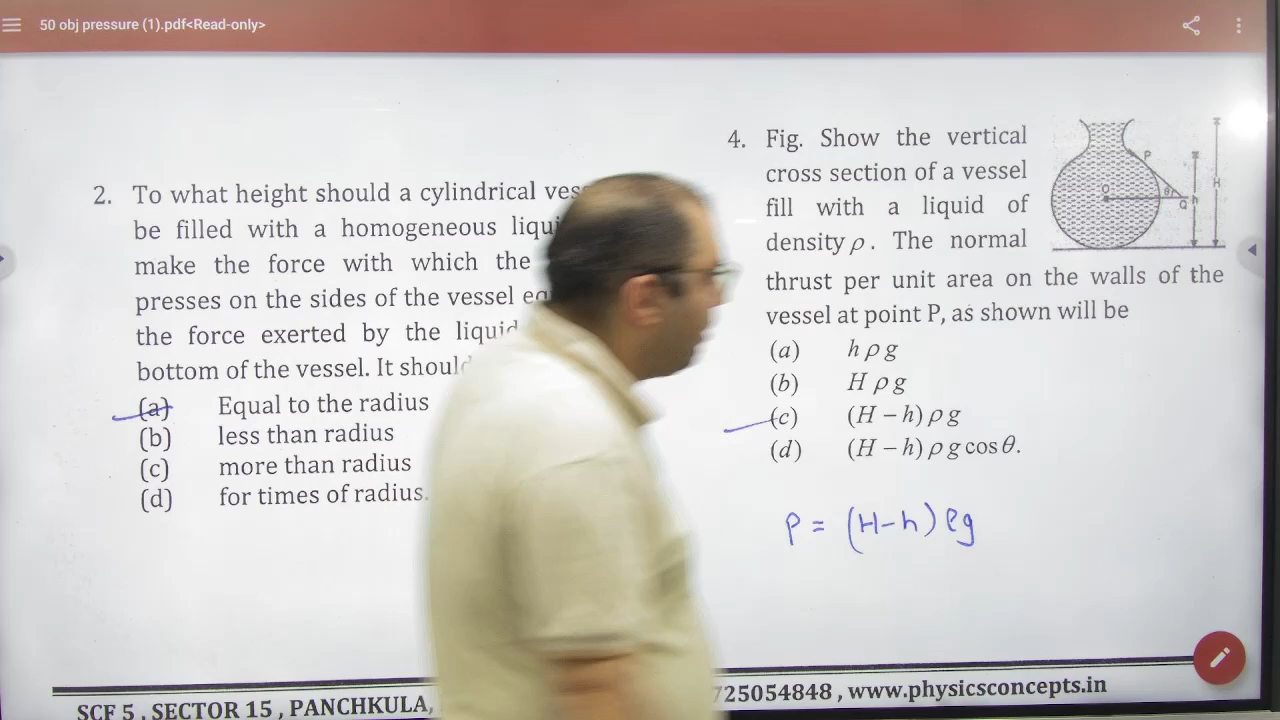 50 obj pressure (1).pdf<Read-only>
2. To what height should a cylindrical
be filled with a homogeneous
make the force with which the
presses on the sides of the vessel
the force exerted by the
bottom of the vessel. It
(a) Equal to the radius
(b) less than radius
(c) more than radius
(d) for times of radius.
4. Fig. Show the vertical
cross section of a vessel
fill with a liquid of
density ρ. The normal
thrust per unit area on the walls of the
vessel at point P, as shown will be
(a) hρg
(b) Hρg
(c) (H – h)ρg
(d) (H – h)ρg cosθ.
P = (H-h)ρg
P
O
θ
Q
h
H
SCF 5, SECTOR 15, PANCHKULA, 725054848, www.physicsconcepts.in